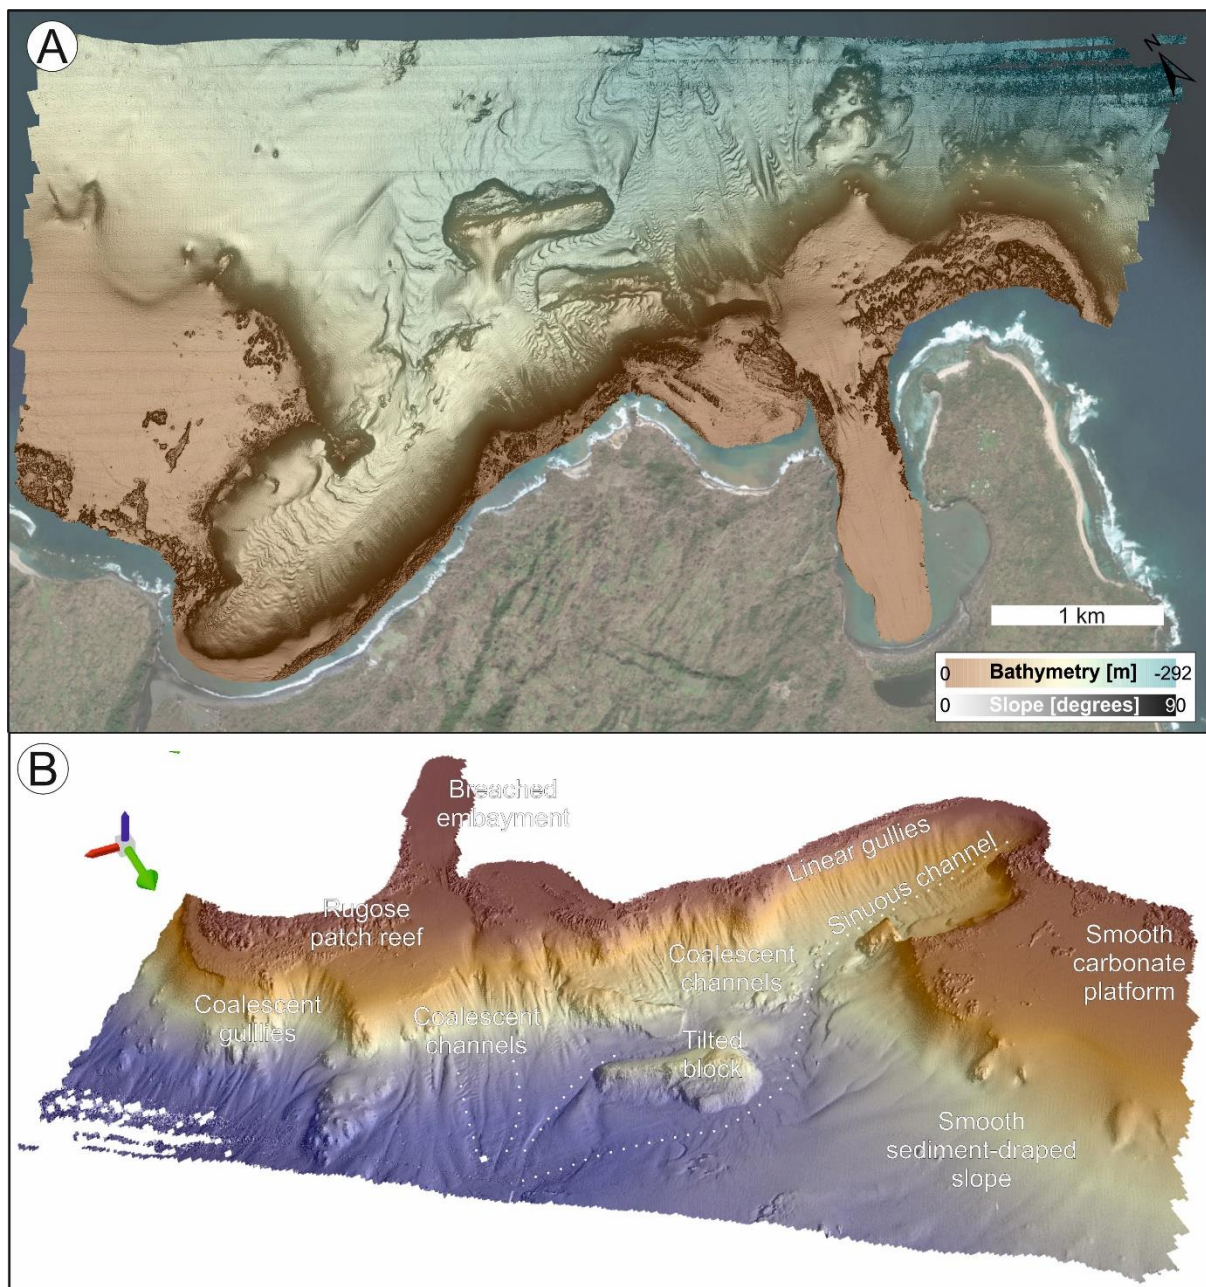 A
N
1 km
0 Bathymetry [m] -292
0 Slope [degrees] 90
B
Breached
embayment
Linear gullies
Sinuous channel
Rugose
patch reef
Smooth
carbonate
platform
Coalescent
channels
Coalescent
gullies
Coalescent
channels
Tilted
block
Smooth
sediment-draped
slope